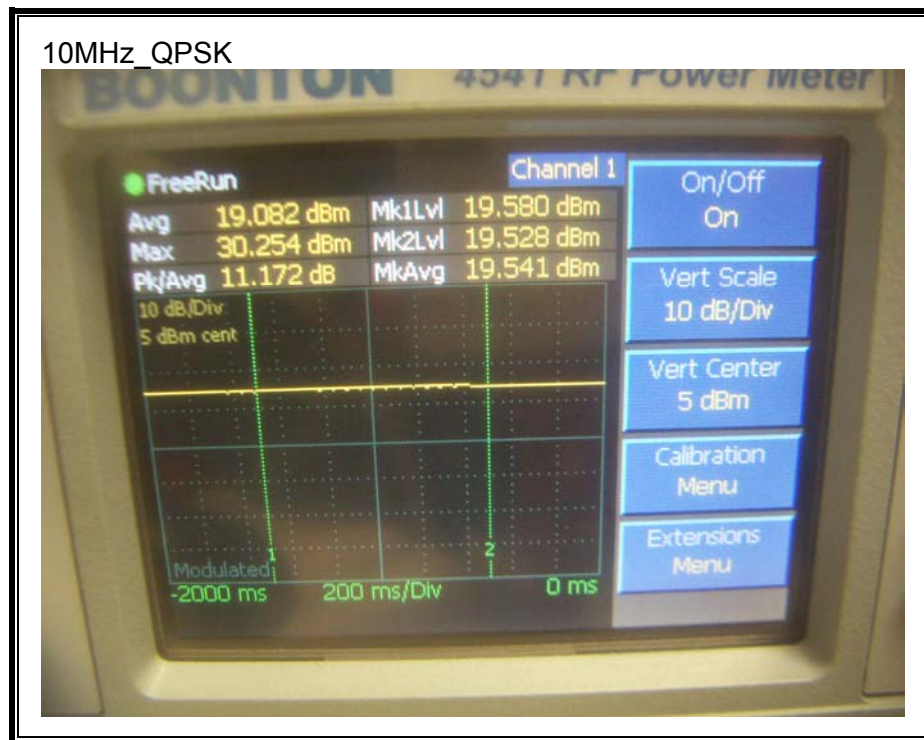 10MHz_QPSK
BOONTON 4541 RF Power Meter
FreeRun Channel 1
Avg 19.082 dBm Mk1Lvl 19.580 dBm
Max 30.254 dBm Mk2Lvl 19.528 dBm
Pk/Avg 11.172 dB MkAvg 19.541 dBm
10 dB/Div
5 dBm cent
1
2
Modulated
-2000 ms 200 ms/Div 0 ms
On/Off
On
Vert Scale
10 dB/Div
Vert Center
5 dBm
Calibration
Menu
Extensions
Menu